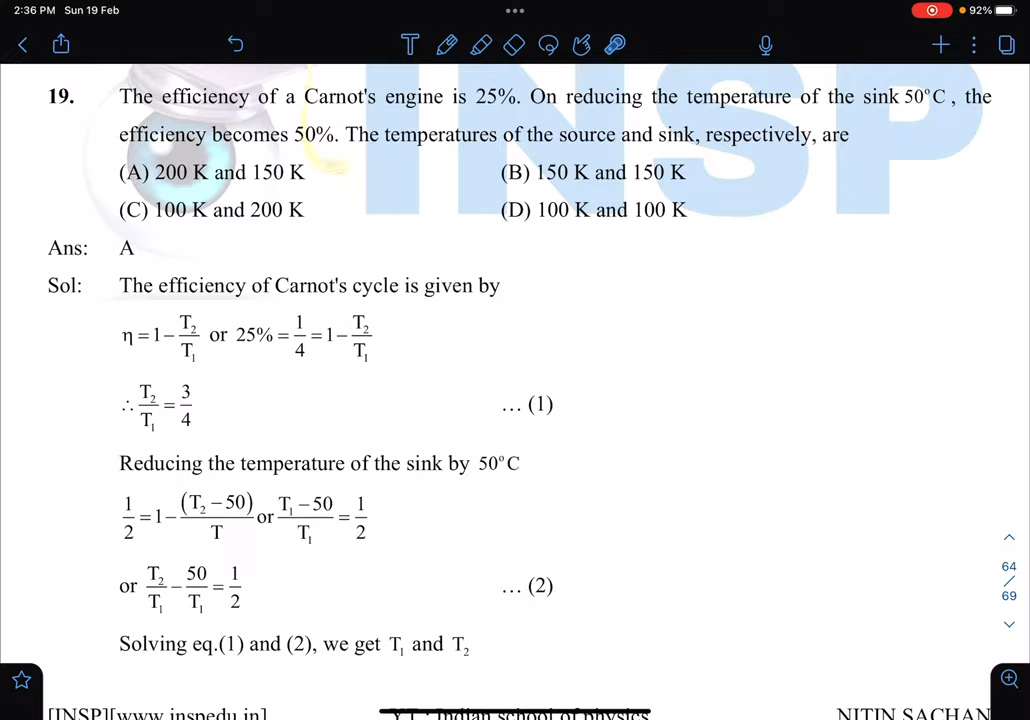 2:36 PM Sun 19 Feb
92%
INSP
19. The efficiency of a Carnot's engine is 25%. On reducing the temperature of the sink 50°C , the
efficiency becomes 50%. The temperatures of the source and sink, respectively, are
(A) 200 K and 150 K (B) 150 K and 150 K
(C) 100 K and 200 K (D) 100 K and 100 K
Ans: A
Sol: The efficiency of Carnot's cycle is given by
η = 1 − T₂/T₁ or 25% = 1/4 = 1 − T₂/T₁
∴ T₂/T₁ = 3/4 … (1)
Reducing the temperature of the sink by 50°C
1/2 = 1 − (T₂ − 50)/T or (T₁ − 50)/T₁ = 1/2
or T₂/T₁ − 50/T₁ = 1/2 … (2)
Solving eq.(1) and (2), we get T₁ and T₂
64
/
69
[INSP][www.inspedu.in] YT : Indian school of physics NITIN SACHAN